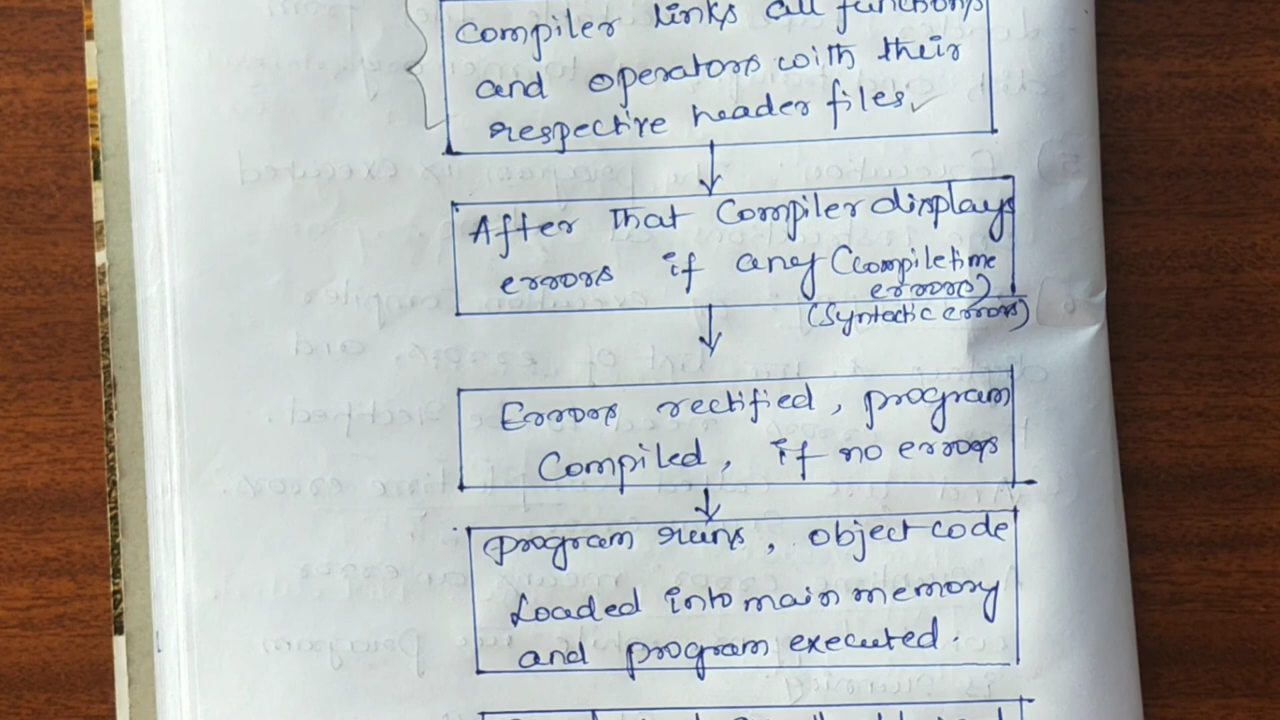 Compiler links all functions
and operators with their
respective header files.
After that Compiler displays
errors if any (Compiletime
errors)
(Syntectic errors)
Errors rectified, program
Compiled, if no errors
program runs, object code
Loaded into main memory
and program executed.